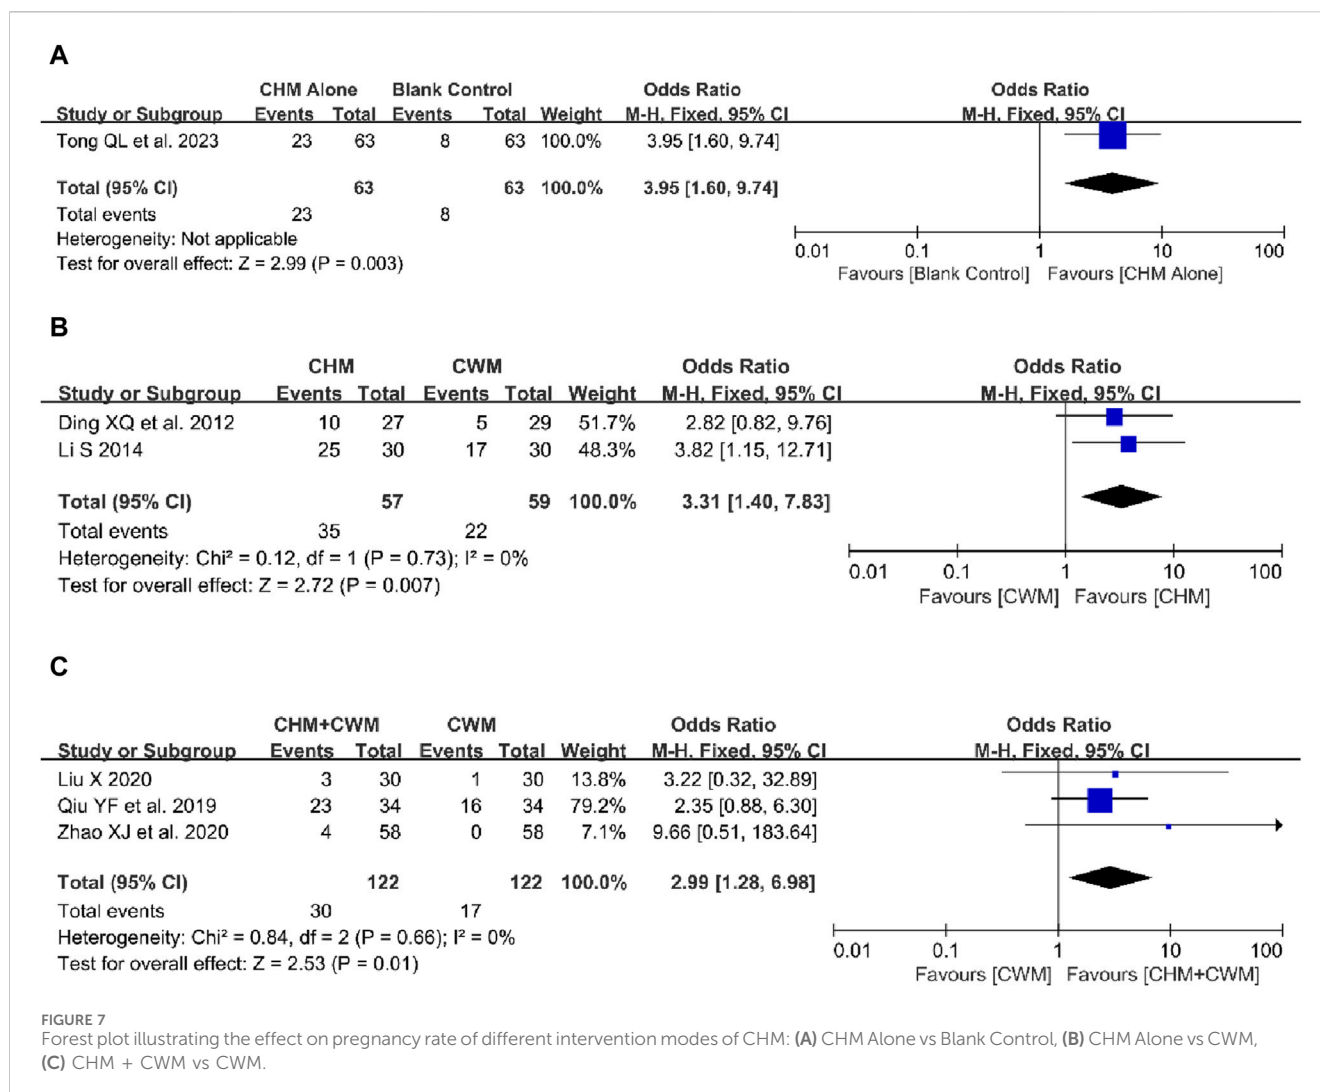 A
CHM Alone Blank Control Odds Ratio Odds Ratio
Study or Subgroup Events Total Events Total Weight M-H, Fixed, 95% CI M-H, Fixed, 95% CI
Tong QL et al. 2023 23 63 8 63 100.0% 3.95 [1.60, 9.74]
Total (95% CI) 63 63 100.0% 3.95 [1.60, 9.74]
Total events 23 8
Heterogeneity: Not applicable
Test for overall effect: Z = 2.99 (P = 0.003)
0.01 0.1 1 10 100
Favours [Blank Control] Favours [CHM Alone]
B
CHM CWM Odds Ratio Odds Ratio
Study or Subgroup Events Total Events Total Weight M-H, Fixed, 95% CI M-H, Fixed, 95% CI
Ding XQ et al. 2012 10 27 5 29 51.7% 2.82 [0.82, 9.76]
Li S 2014 25 30 17 30 48.3% 3.82 [1.15, 12.71]
Total (95% CI) 57 59 100.0% 3.31 [1.40, 7.83]
Total events 35 22
Heterogeneity: Chi² = 0.12, df = 1 (P = 0.73); I² = 0%
Test for overall effect: Z = 2.72 (P = 0.007)
0.01 0.1 1 10 100
Favours [CWM] Favours [CHM]
C
CHM+CWM CWM Odds Ratio Odds Ratio
Study or Subgroup Events Total Events Total Weight M-H, Fixed, 95% CI M-H, Fixed, 95% CI
Liu X 2020 3 30 1 30 13.8% 3.22 [0.32, 32.89]
Qiu YF et al. 2019 23 34 16 34 79.2% 2.35 [0.88, 6.30]
Zhao XJ et al. 2020 4 58 0 58 7.1% 9.66 [0.51, 183.64]
Total (95% CI) 122 122 100.0% 2.99 [1.28, 6.98]
Total events 30 17
Heterogeneity: Chi² = 0.84, df = 2 (P = 0.66); I² = 0%
Test for overall effect: Z = 2.53 (P = 0.01)
0.01 0.1 1 10 100
Favours [CWM] Favours [CHM+CWM]
FIGURE 7
Forest plot illustrating the effect on pregnancy rate of different intervention modes of CHM: (A) CHM Alone vs Blank Control, (B) CHM Alone vs CWM,
(C) CHM + CWM vs CWM.